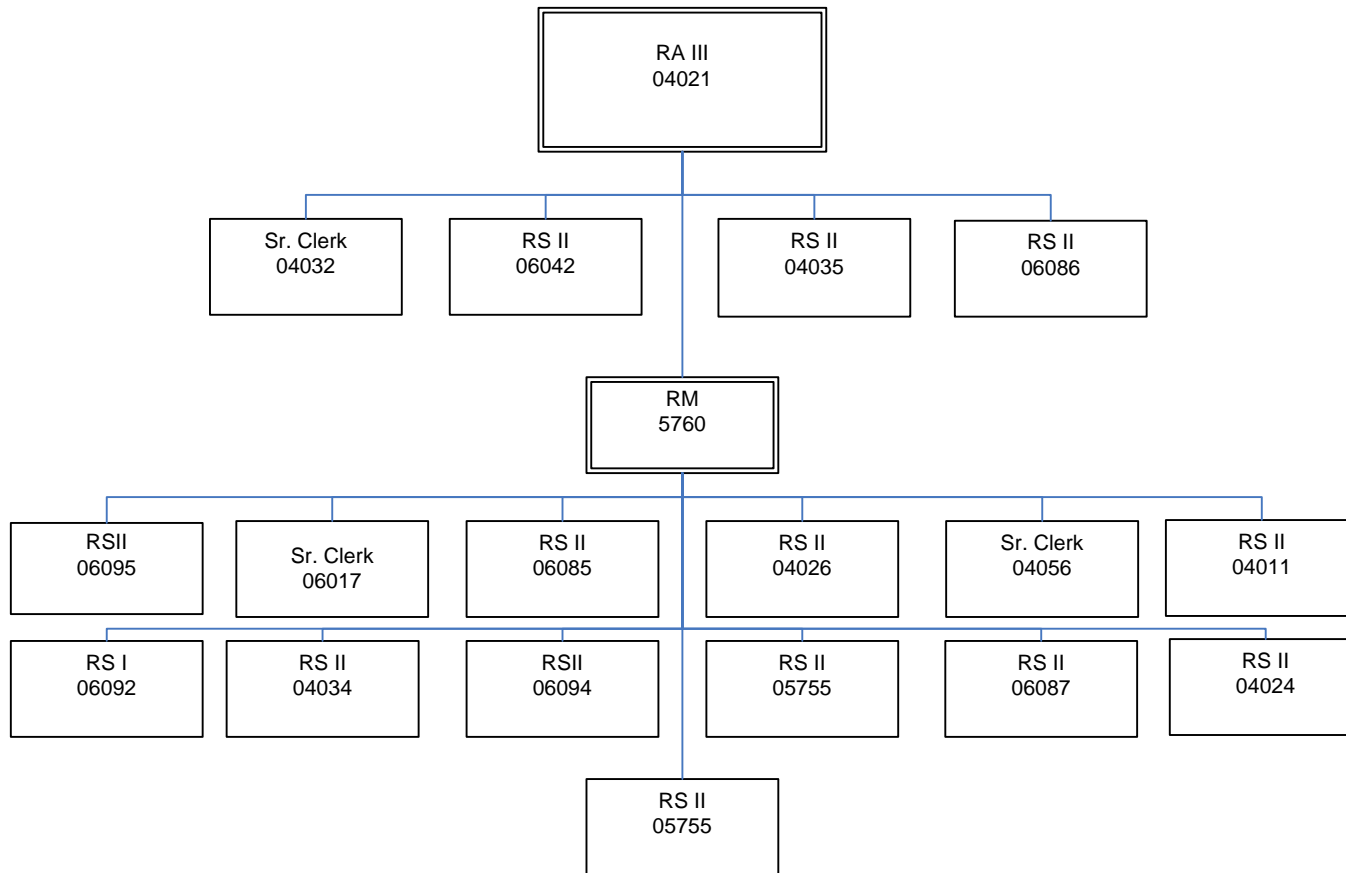 RA III
04021
Sr. Clerk
04032
RS II
06042
RS II
04035
RS II
06086
RM
5760
RSII
06095
Sr. Clerk
06017
RS II
06085
RS II
04026
Sr. Clerk
04056
RS II
04011
RS I
06092
RS II
04034
RSII
06094
RS II
05755
RS II
06087
RS II
04024
RS II
05755